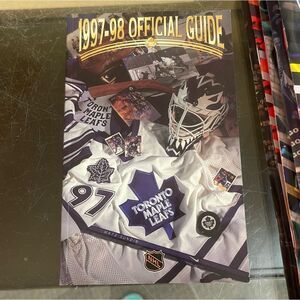 1997-98 OFFICIAL GUIDE
TORONTO
MAPLE
LEAFS
97
TORONTO
MAPLE
LEAFS
NHL